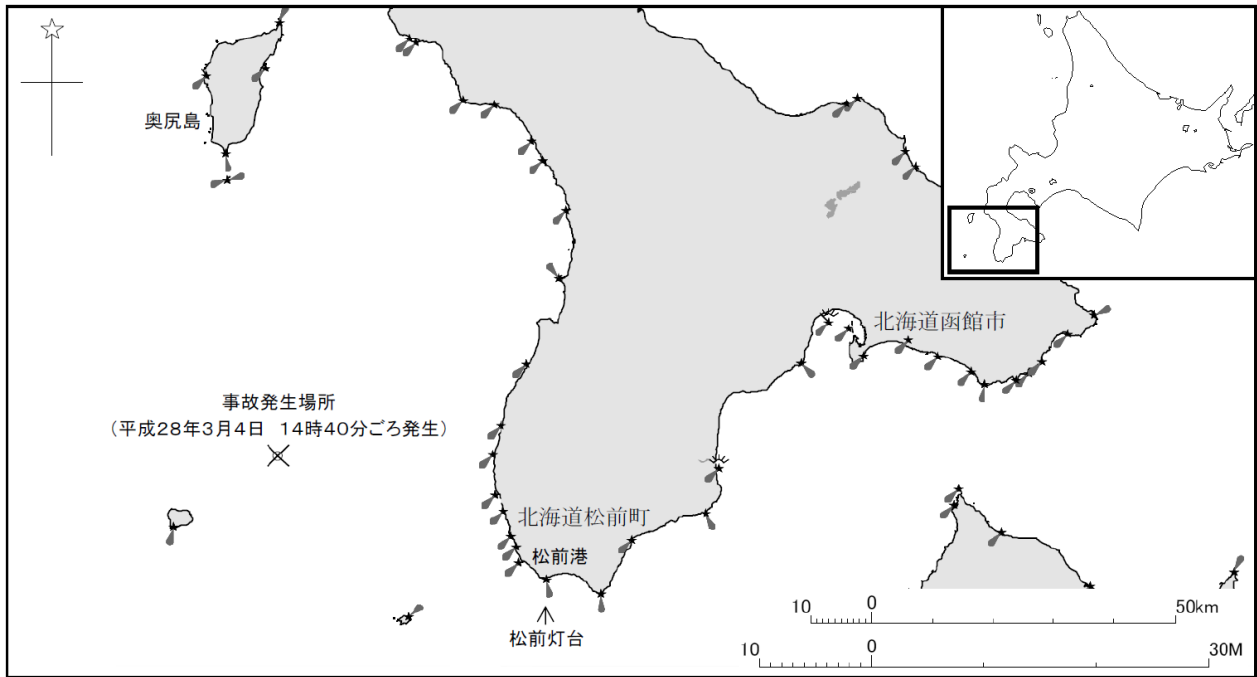 奥尻島
北海道函館市
事故発生場所
(平成28年3月4日 14時40分ごろ発生)
北海道松前町
松前港
松前灯台
10 0 50km
10 0 30M